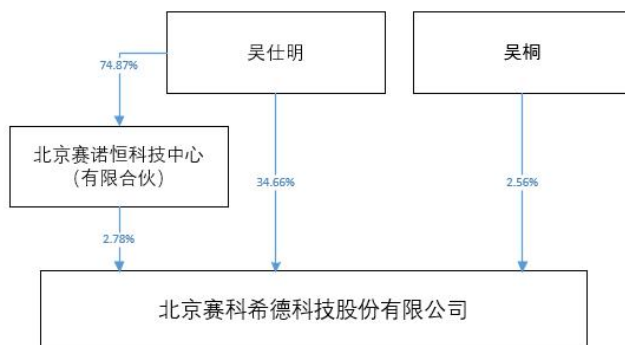 吴仕明
吴桐
74.87%
北京赛诺恒科技中心
（有限合伙）
34.66%
2.56%
2.78%
北京赛科希德科技股份有限公司